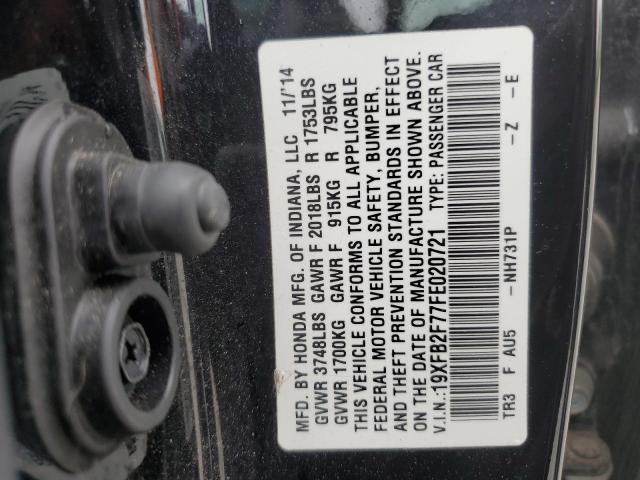 MFD. BY HONDA MFG. OF INDIANA, LLC 11/'14
GVWR 3748LBS GAWR F 2018LBS R 1753LBS
GVWR 1700KG GAWR F 915KG R 795KG
THIS VEHICLE CONFORMS TO ALL APPLICABLE
FEDERAL MOTOR VEHICLE SAFETY, BUMPER,
AND THEFT PREVENTION STANDARDS IN EFFECT
ON THE DATE OF MANUFACTURE SHOWN ABOVE.
V.I.N.:19XFB2F77FE020721 TYPE: PASSENGER CAR
TR3 F AU5 -NH731P -Z -E